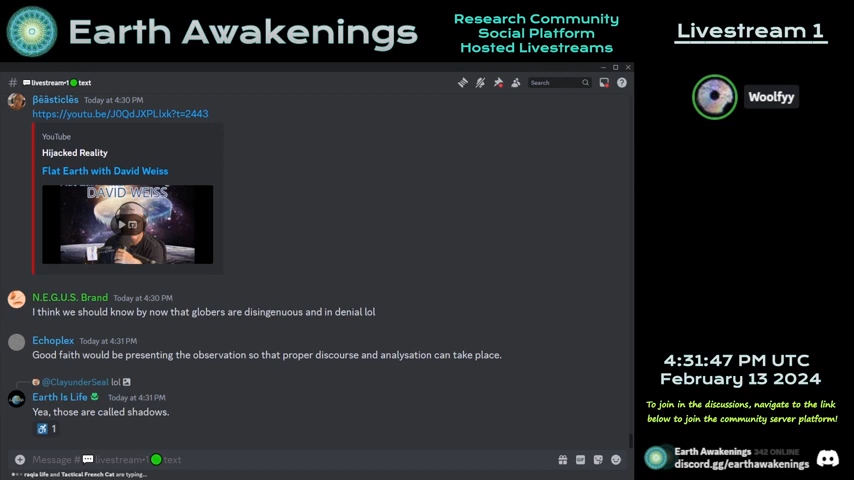 Earth Awakenings
Research Community
Social Platform
Hosted Livestreams
Livestream 1
# livestream-1 text
Search
Woolfyy
βêâsticlês Today at 4:30 PM
https://youtu.be/J0QdJXPLlxk?t=2443
YouTube
Hijacked Reality
Flat Earth with David Weiss
DAVID WEISS
N.E.G.U.S. Brand Today at 4:30 PM
I think we should know by now that globers are disingenuous and in denial lol
Echoplex Today at 4:31 PM
Good faith would be presenting the observation so that proper discourse and analysation can take place.
@ClayunderSeal lol
Earth Is Life Today at 4:31 PM
Yea, those are called shadows.
1
Message # livestream-1 text
GIF
raqia life and Tactical French Cat are typing...
4:31:47 PM UTC
February 13 2024
To join in the discussions, navigate to the link
below to join the community server platform!
Earth Awakenings 342 ONLINE
discord.gg/earthawakenings